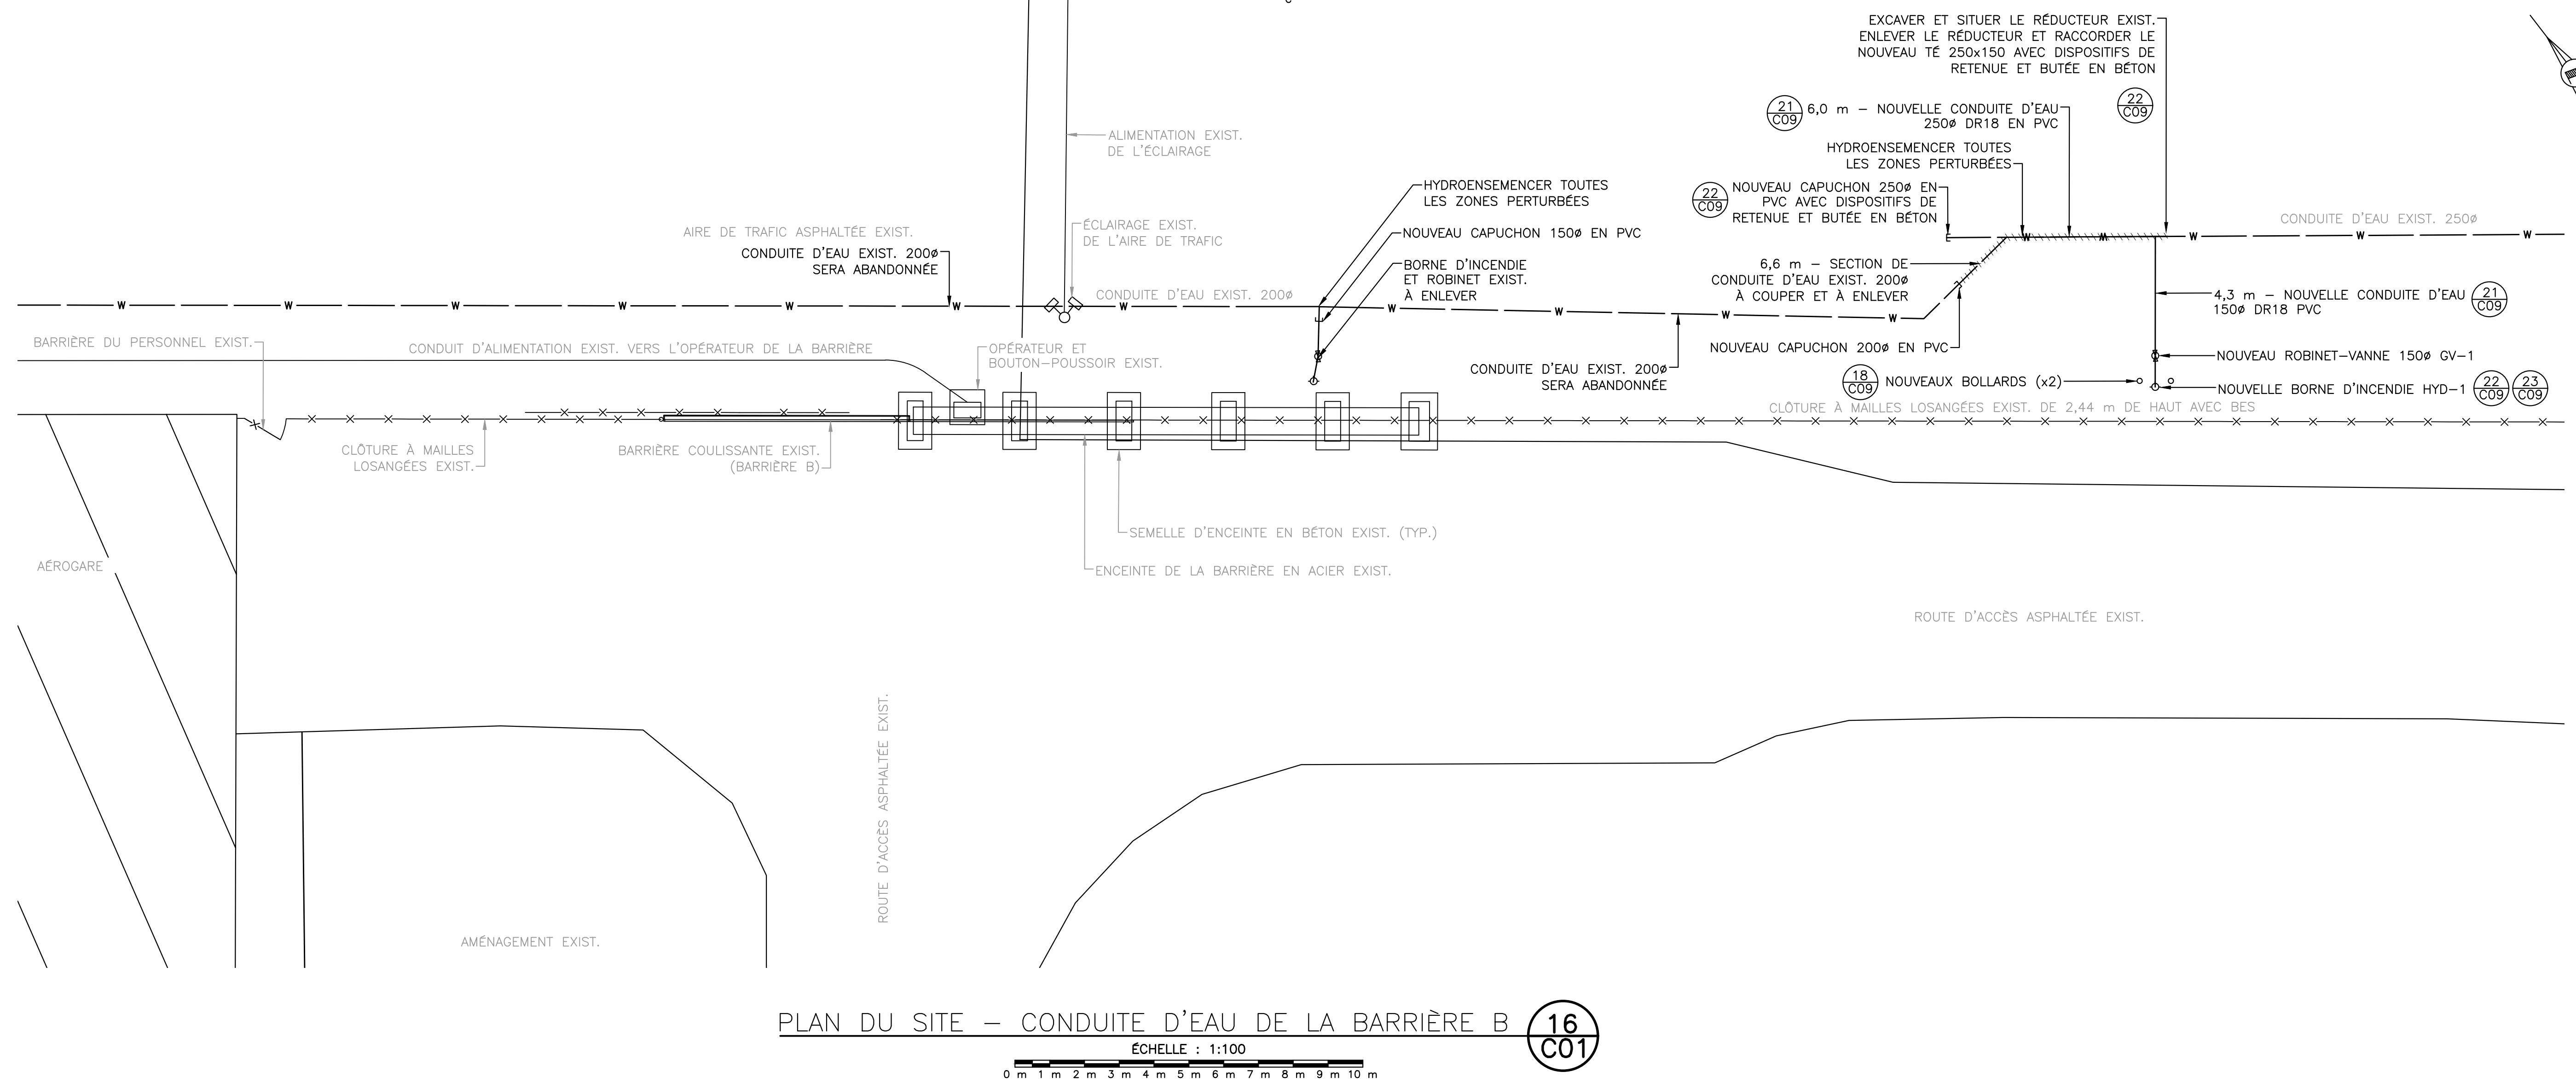 EXCAVER ET SITUER LE RÉDUCTEUR EXIST.
ENLEVER LE RÉDUCTEUR ET RACCORDER LE
NOUVEAU TÉ 250x150 AVEC DISPOSITIFS DE
RETENUE ET BUTÉE EN BÉTON
22
C09
21
C09
6,0 m – NOUVELLE CONDUITE D'EAU
250ø DR18 EN PVC
HYDROENSEMENCER TOUTES
LES ZONES PERTURBÉES
22
C09
NOUVEAU CAPUCHON 250ø EN
PVC AVEC DISPOSITIFS DE
RETENUE ET BUTÉE EN BÉTON
CONDUITE D'EAU EXIST. 250ø
ALIMENTATION EXIST.
DE L'ÉCLAIRAGE
HYDROENSEMENCER TOUTES
LES ZONES PERTURBÉES
ÉCLAIRAGE EXIST.
DE L'AIRE DE TRAFIC
NOUVEAU CAPUCHON 150ø EN PVC
AIRE DE TRAFIC ASPHALTÉE EXIST.
CONDUITE D'EAU EXIST. 200ø
SERA ABANDONNÉE
BORNE D'INCENDIE
ET ROBINET EXIST.
À ENLEVER
6,6 m – SECTION DE
CONDUITE D'EAU EXIST. 200ø
À COUPER ET À ENLEVER
CONDUITE D'EAU EXIST. 200ø
4,3 m – NOUVELLE CONDUITE D'EAU
150ø DR18 PVC
21
C09
W W W W W W W W W W W W W W W W W
BARRIÈRE DU PERSONNEL EXIST.
CONDUIT D'ALIMENTATION EXIST. VERS L'OPÉRATEUR DE LA BARRIÈRE
OPÉRATEUR ET
BOUTON–POUSSOIR EXIST.
NOUVEAU CAPUCHON 200ø EN PVC
NOUVEAU ROBINET–VANNE 150ø GV–1
CONDUITE D'EAU EXIST. 200ø
SERA ABANDONNÉE
18
C09
NOUVEAUX BOLLARDS (x2)
NOUVELLE BORNE D'INCENDIE HYD–1
22
C09
23
C09
CLÔTURE À MAILLES LOSANGÉES EXIST. DE 2,44 m DE HAUT AVEC BES
CLÔTURE À MAILLES
LOSANGÉES EXIST.
BARRIÈRE COULISSANTE EXIST.
(BARRIÈRE B)
SEMELLE D'ENCEINTE EN BÉTON EXIST. (TYP.)
ENCEINTE DE LA BARRIÈRE EN ACIER EXIST.
AÉROGARE
ROUTE D'ACCÈS ASPHALTÉE EXIST.
ROUTE D'ACCÈS ASPHALTÉE EXIST.
AMÉNAGEMENT EXIST.
PLAN DU SITE – CONDUITE D'EAU DE LA BARRIÈRE B
16
C01
ÉCHELLE : 1:100
0 m 1 m 2 m 3 m 4 m 5 m 6 m 7 m 8 m 9 m 10 m